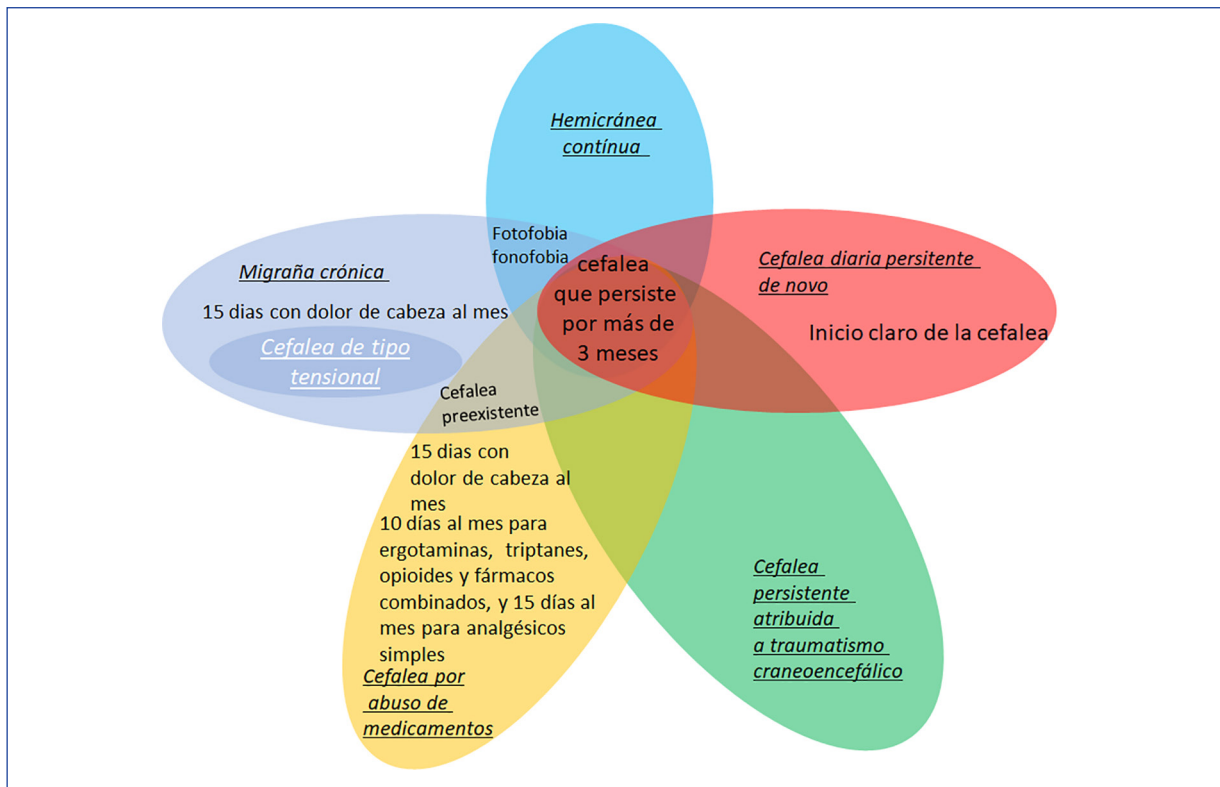 Hemicránea
contínua
Fotofobia
fonofobia
Migraña crónica
15 dias con dolor de cabeza al mes
Cefalea de tipo
tensional
cefalea
que persiste
por más de
3 meses
Cefalea diaria persitente
de novo
Inicio claro de la cefalea
Cefalea
preexistente
15 dias con
dolor de cabeza al
mes
10 días al mes para
ergotaminas, triptanes,
opioides y fármacos
combinados, y 15 días al
mes para analgésicos
simples
Cefalea por
abuso de
medicamentos
Cefalea
persistente
atribuida
a traumatismo
craneoencefálico